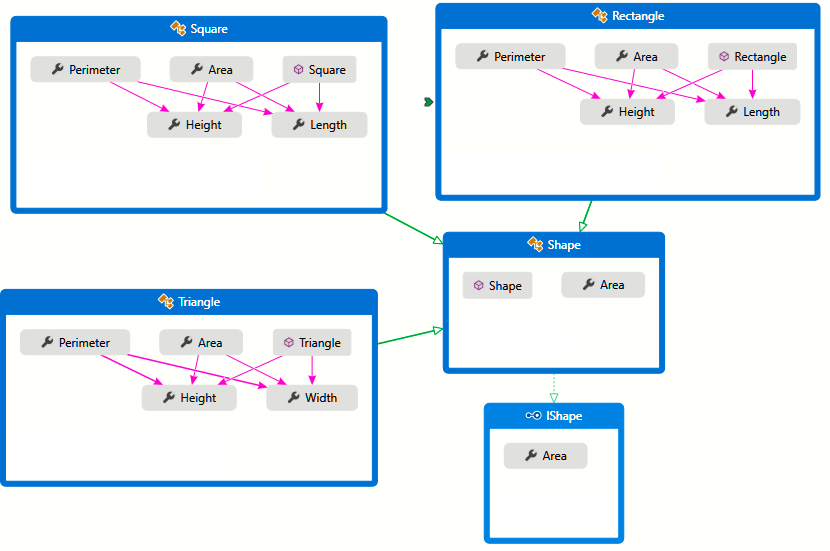 Square
Perimeter
Area
Square
Height
Length
Rectangle
Perimeter
Area
Rectangle
Height
Length
Shape
Shape
Area
Triangle
Perimeter
Area
Triangle
Height
Width
IShape
Area